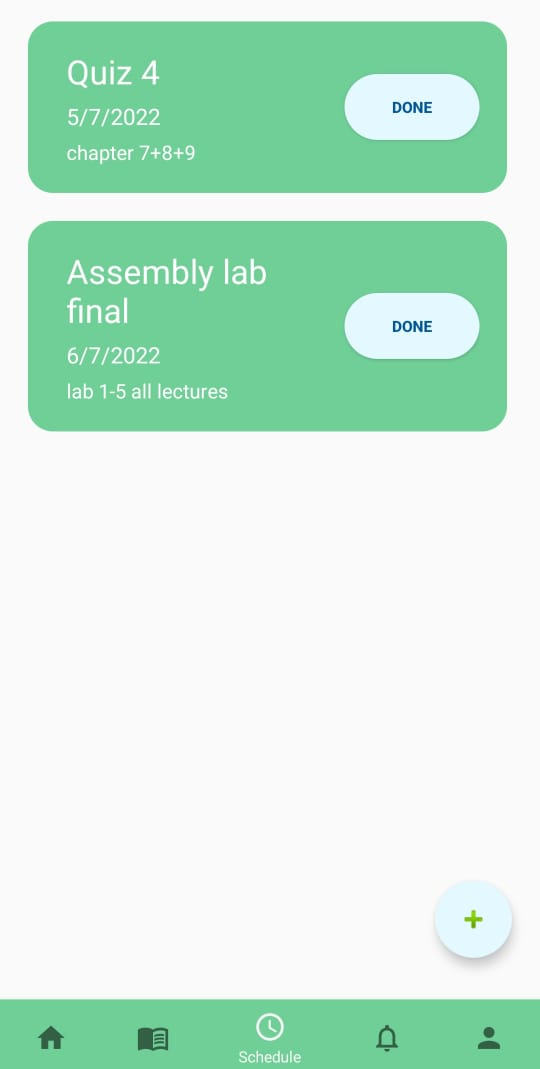 Quiz 4
5/7/2022
chapter 7+8+9
DONE
Assembly lab
final
6/7/2022
lab 1-5 all lectures
DONE
Schedule